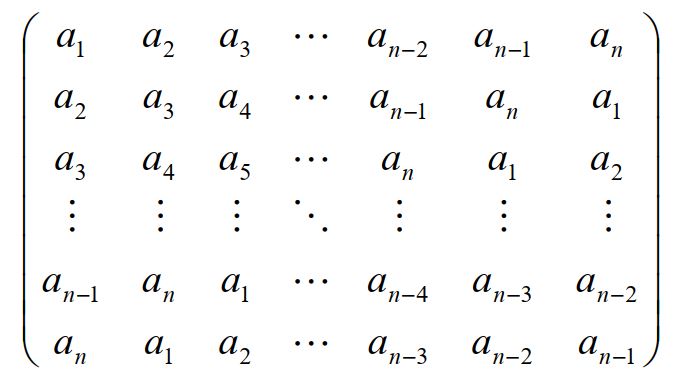 a₁ a₂ a₃ ⋯ aₙ₋₂ aₙ₋₁ aₙ
a₂ a₃ a₄ ⋯ aₙ₋₁ aₙ a₁
a₃ a₄ a₅ ⋯ aₙ a₁ a₂
⋮ ⋮ ⋮ ⋱ ⋮ ⋮ ⋮
aₙ₋₁ aₙ a₁ ⋯ aₙ₋₄ aₙ₋₃ aₙ₋₂
aₙ a₁ a₂ ⋯ aₙ₋₃ aₙ₋₂ aₙ₋₁